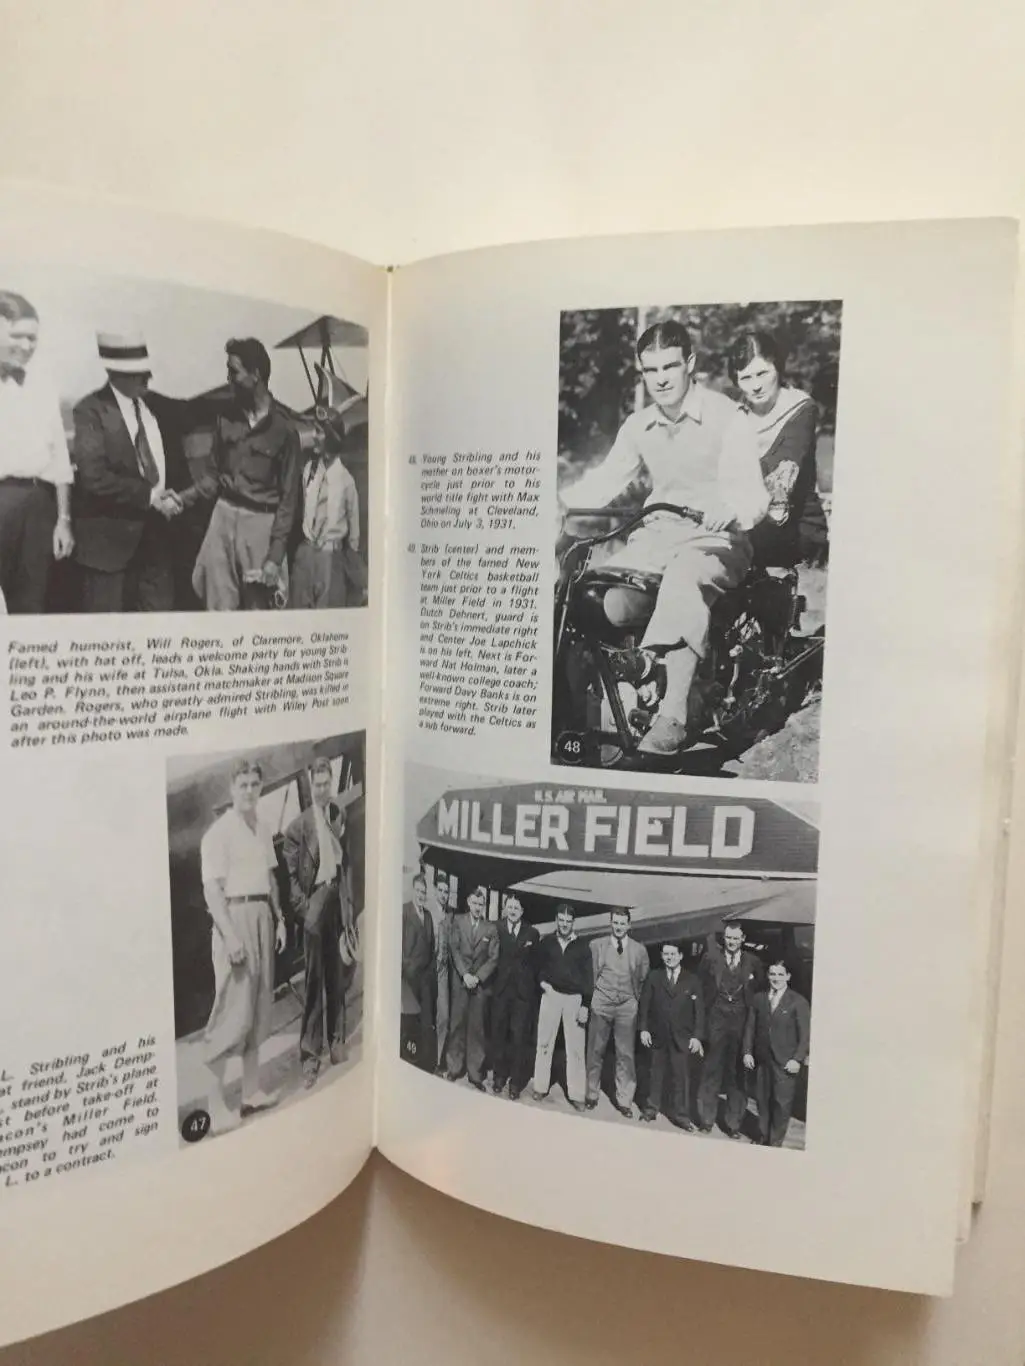 Famed humorist, Will Rogers, of Claremore, Oklahoma
(left), with hat off, leads a welcome party for young Strib-
ling and his wife at Tulsa, Okla. Shaking hands with Strib is
Leo P. Flynn, then assistant matchmaker at Madison Square
Garden. Rogers, who greatly admired Stribling, was killed in
an around-the-world airplane flight with Wiley Post soon
after this photo was made.
L. Stribling and his
friend, Jack Demp-
stand by Strib's plane
before take-off at
Miller Field.
had come to
to try and sign
L. to a contract.
47
48. Young Stribling and his
mother on boxer's motor-
cycle just prior to his
world title fight with Max
Schmeling at Cleveland,
Ohio on July 3, 1931.
49. Strib (center) and mem-
bers of the famed New
York Celtics basketball
team just prior to a flight
at Miller Field in 1931.
Dutch Dehnert, guard is
on Strib's immediate right
and Center Joe Lapchick
is on his left. Next is For-
ward Nat Holman, later a
well-known college coach;
Forward Davy Banks is on
extreme right. Strib later
played with the Celtics as
a sub forward.
48
U.S. AIR MAIL
MILLER FIELD
49